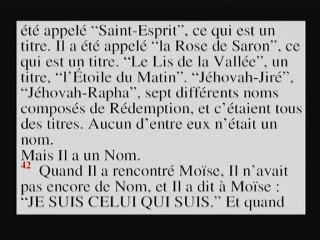 été appelé “Saint-Esprit”, ce qui est un
titre. Il a été appelé “la Rose de Saron”, ce
qui est un titre. “Le Lis de la Vallée”, un
titre, “l’Étoile du Matin”. “Jéhovah-Jiré”,
“Jéhovah-Rapha”, sept différents noms
composés de Rédemption, et c’étaient tous
des titres. Aucun d’entre eux n’était un
nom.
Mais Il a un Nom.
42 Quand Il a rencontré Moïse, Il n’avait
pas encore de Nom, et Il a dit à Moïse :
“JE SUIS CELUI QUI SUIS.” Et quand